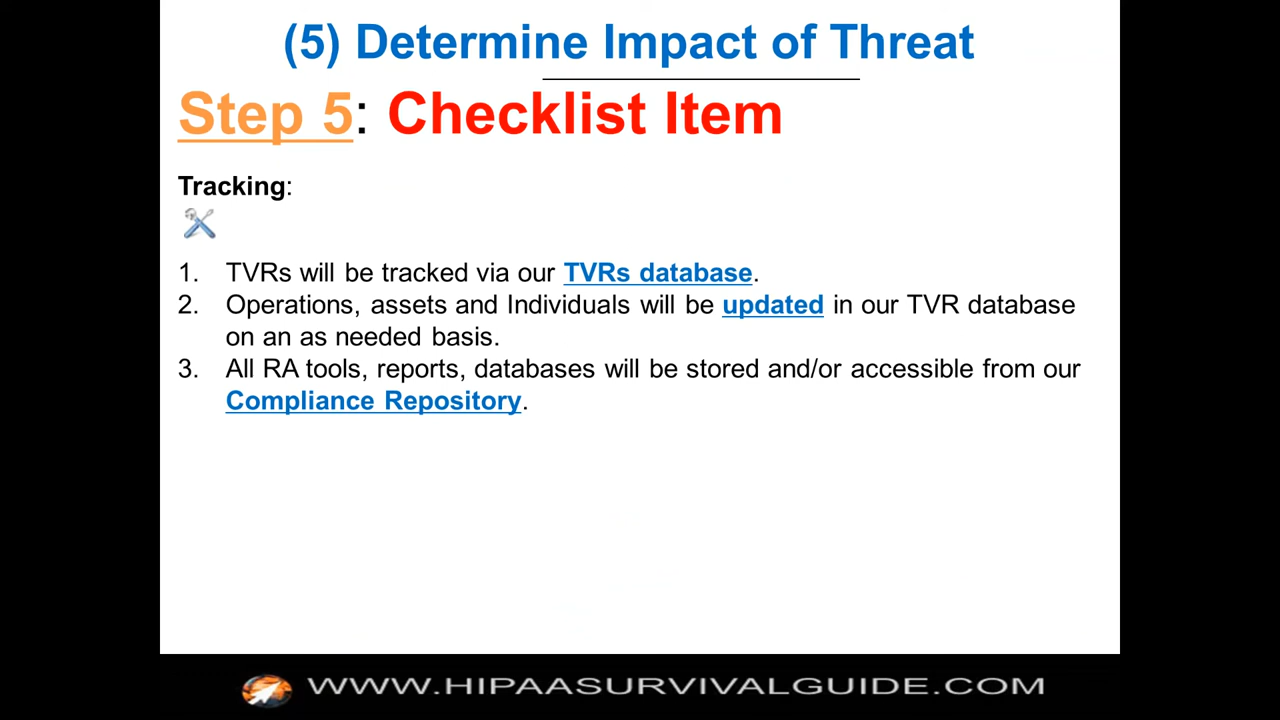 (5) Determine Impact of Threat
Step 5: Checklist Item
Tracking:
1. TVRs will be tracked via our TVRs database.
2. Operations, assets and Individuals will be updated in our TVR database
on an as needed basis.
3. All RA tools, reports, databases will be stored and/or accessible from our
Compliance Repository.
WWW.HIPAASURVIVALGUIDE.COM